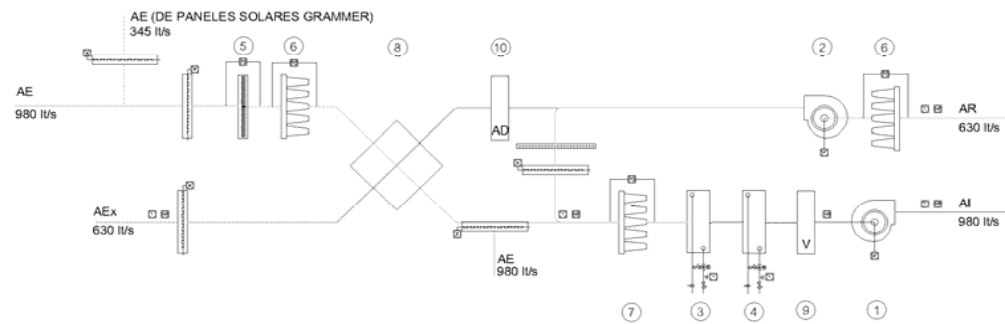 AE (DE PANELES SOLARES GRAMMER)
345 lt/s
5
6
8
10
2
6
AE
980 lt/s
AD
AR
630 lt/s
AEx
630 lt/s
AE
980 lt/s
V
AI
980 lt/s
7
3
4
9
1